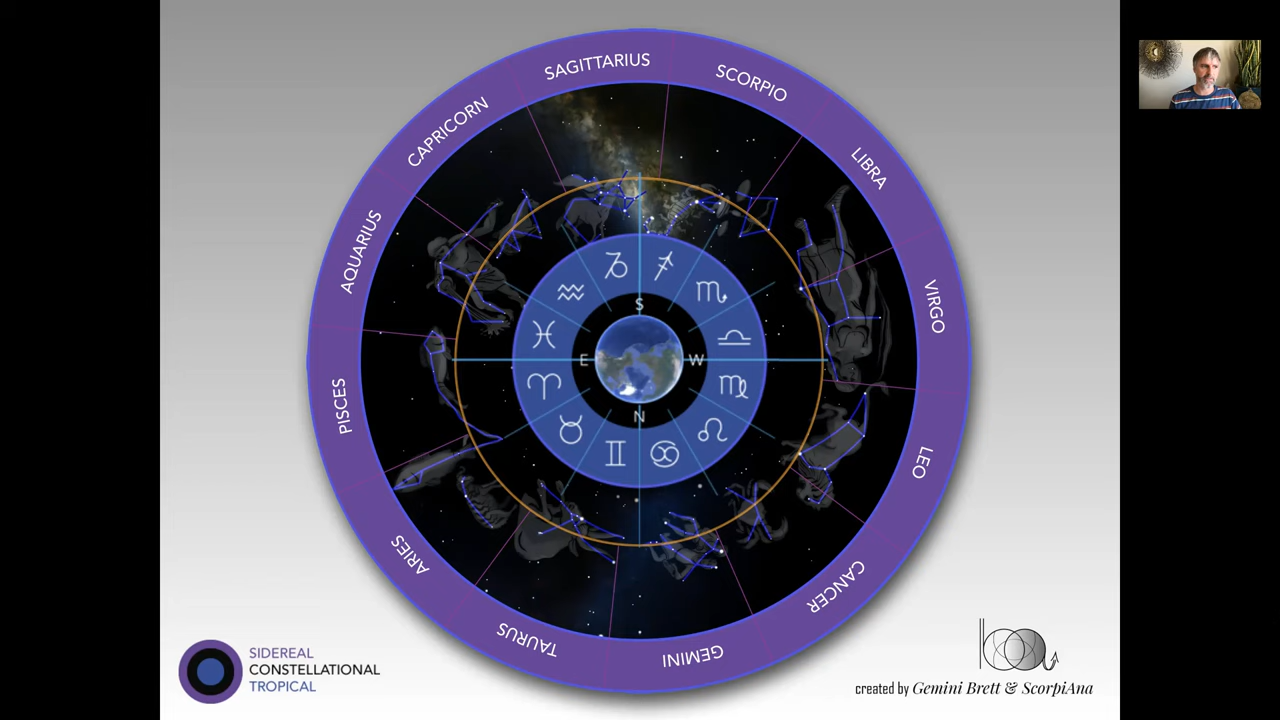 SAGITTARIUS
SCORPIO
LIBRA
VIRGO
LEO
CANCER
GEMINI
TAURUS
ARIES
PISCES
AQUARIUS
CAPRICORN
♑ ♐ ♏ ♎ ♍ ♌ ♋ ♊ ♉ ♈ ♓ ♒
S
E W
N
SIDEREAL
CONSTELLATIONAL
TROPICAL
created by Gemini Brett & ScorpiAna